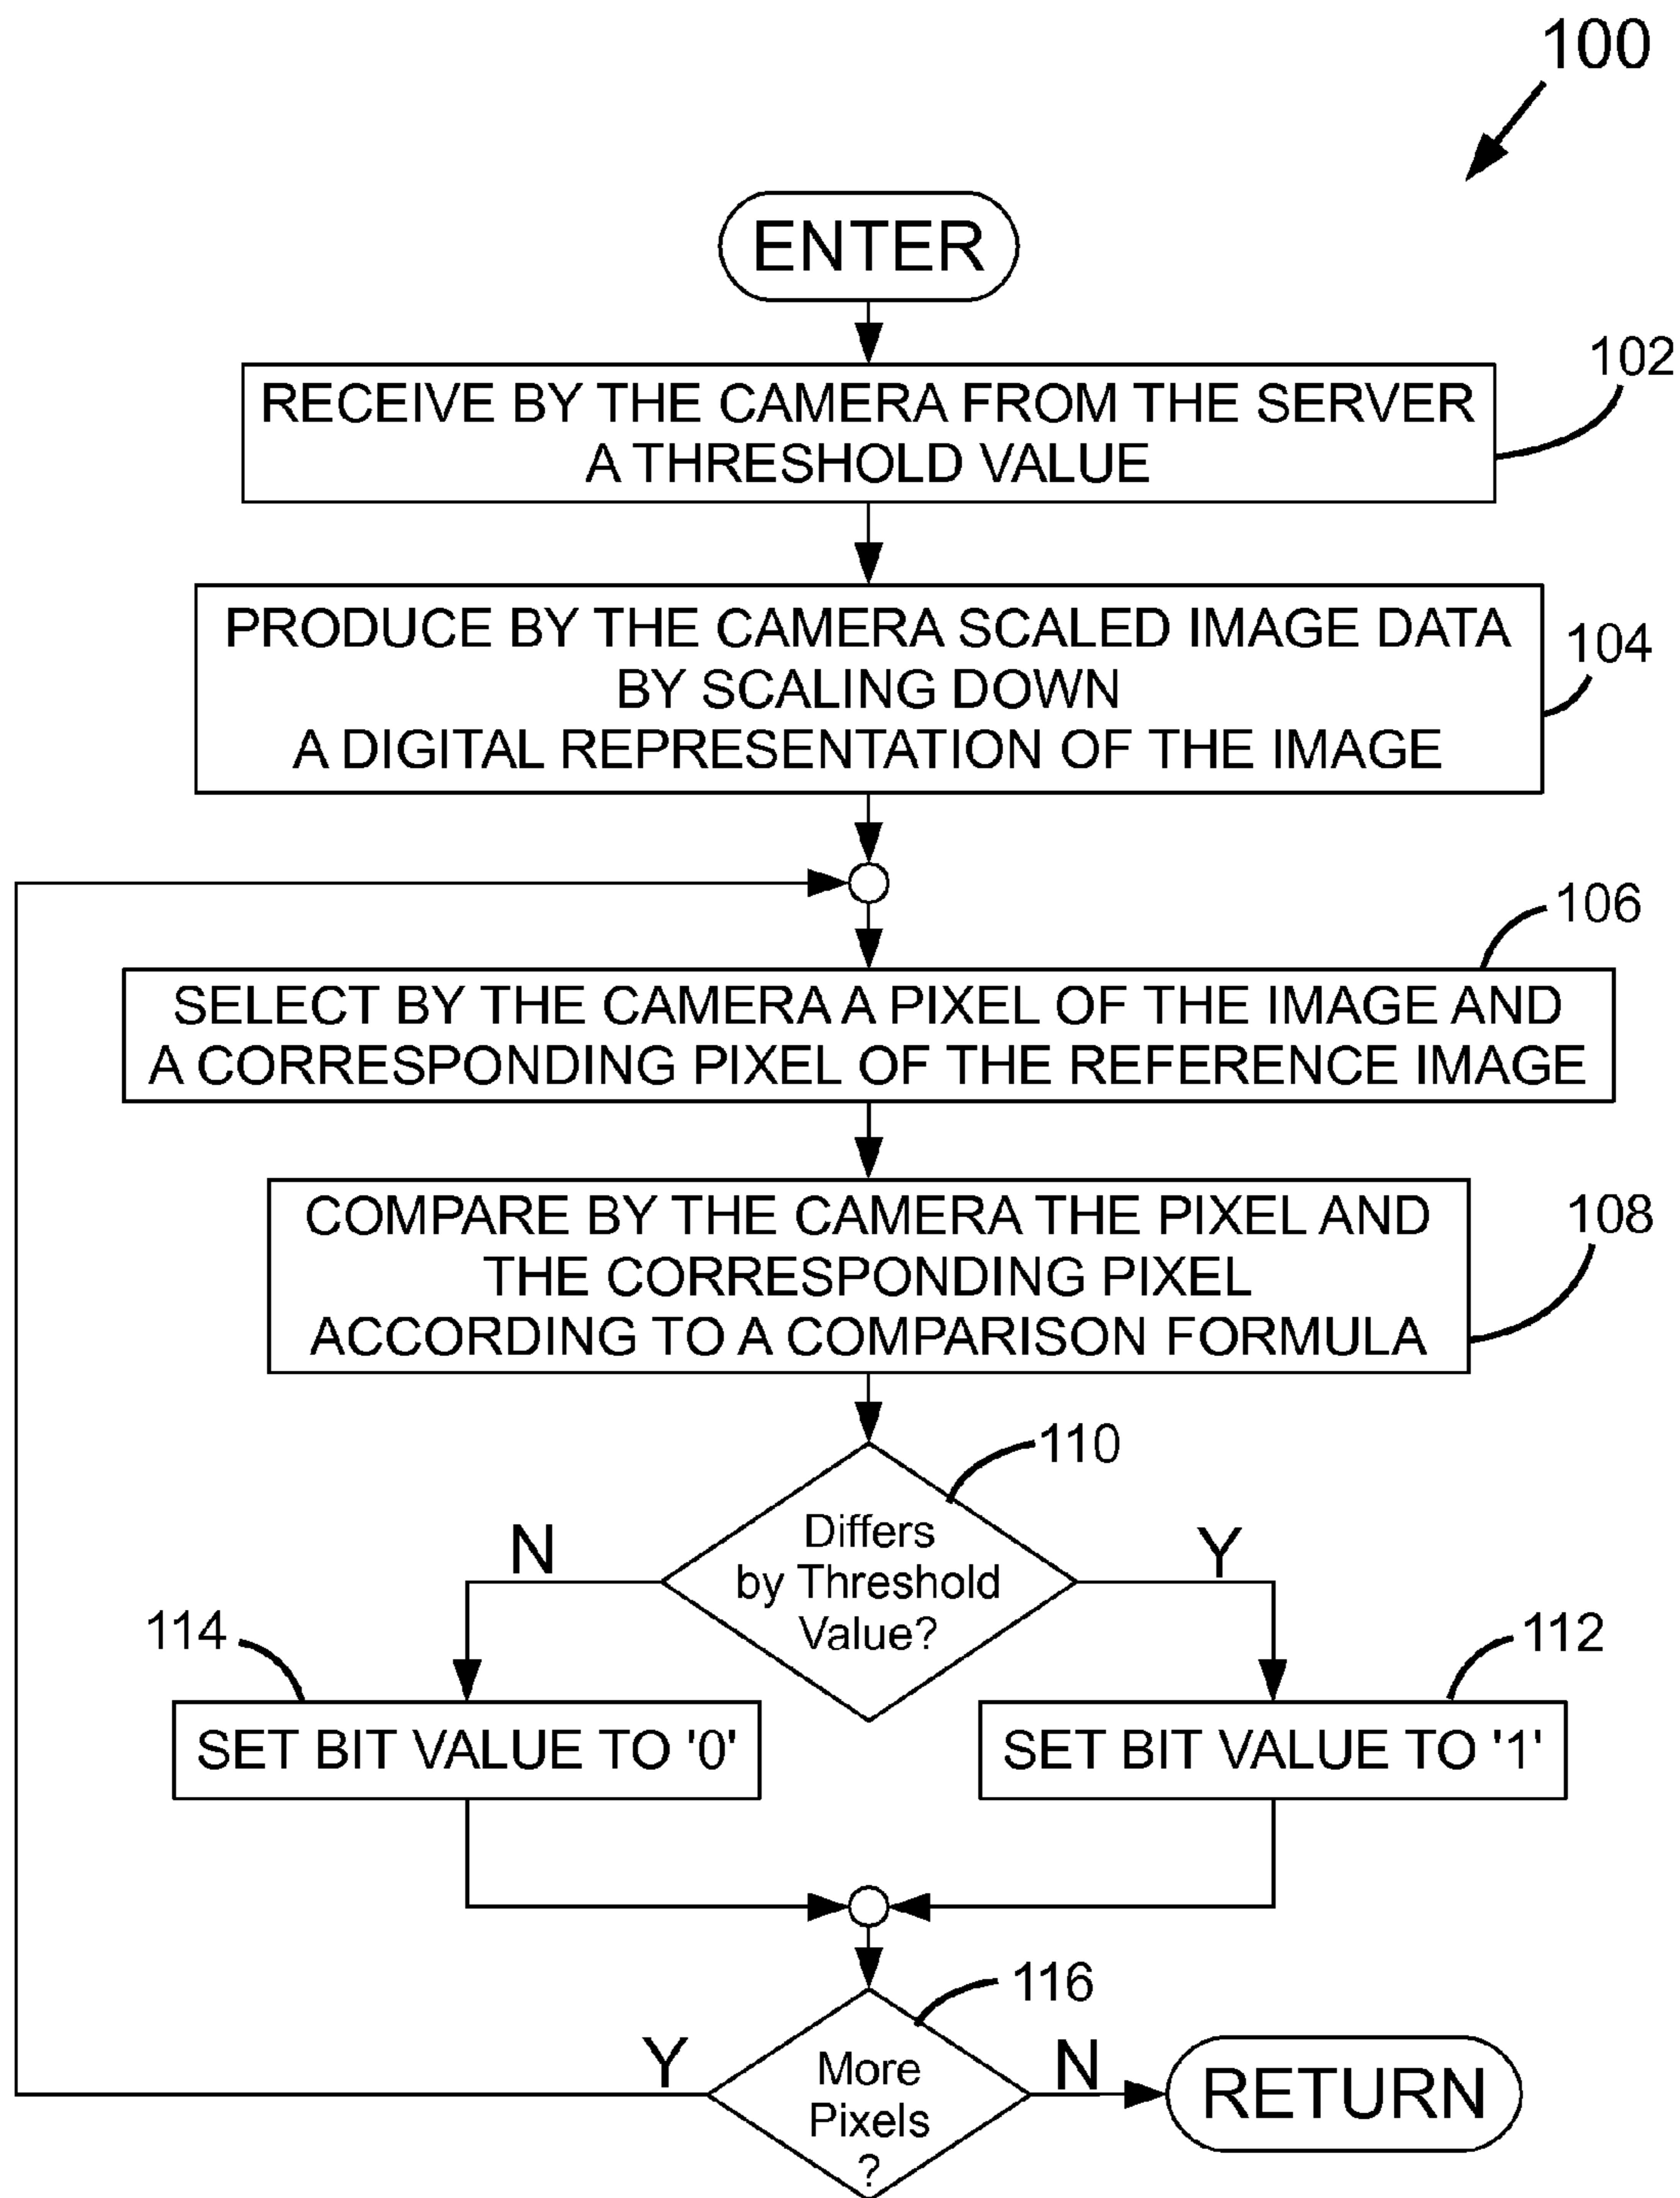 100
ENTER
102
RECEIVE BY THE CAMERA FROM THE SERVER
A THRESHOLD VALUE
104
PRODUCE BY THE CAMERA SCALED IMAGE DATA
BY SCALING DOWN
A DIGITAL REPRESENTATION OF THE IMAGE
106
SELECT BY THE CAMERA A PIXEL OF THE IMAGE AND
A CORRESPONDING PIXEL OF THE REFERENCE IMAGE
108
COMPARE BY THE CAMERA THE PIXEL AND
THE CORRESPONDING PIXEL
ACCORDING TO A COMPARISON FORMULA
110
Differs
by Threshold
Value?
N
Y
114
112
SET BIT VALUE TO '0'
SET BIT VALUE TO '1'
116
More
Pixels
?
Y
N
RETURN